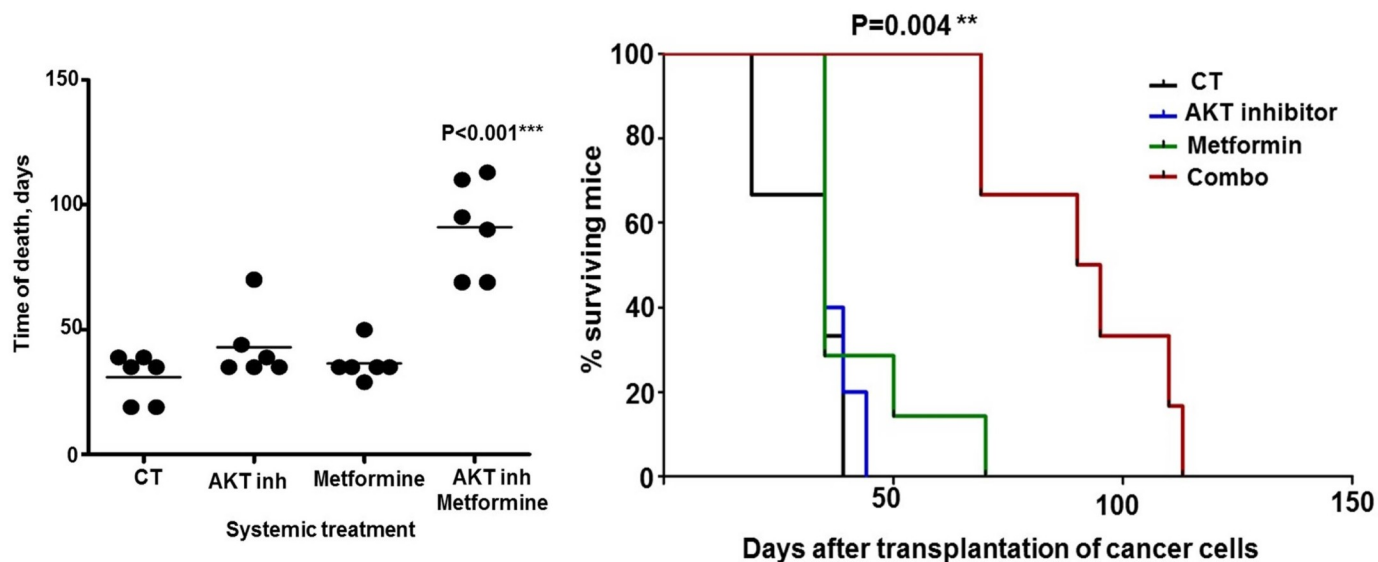 150
100
50
0
Time of death, days
P<0.001***
CT
AKT inh
Metformine
AKT inh
Metformine
Systemic treatment
P=0.004 **
100
80
60
40
20
0
% surviving mice
CT
AKT inhibitor
Metformin
Combo
50
100
150
Days after transplantation of cancer cells